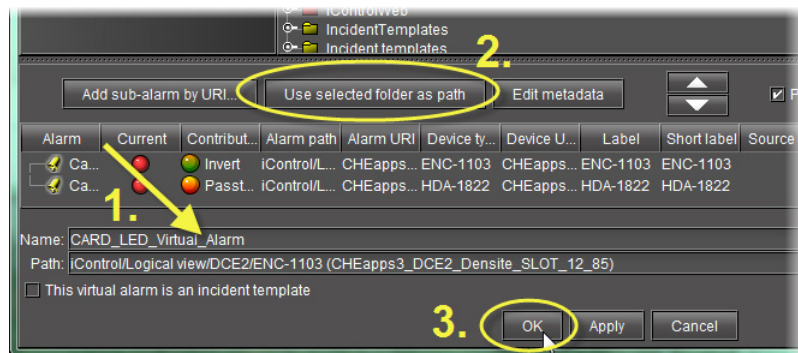 iControlWeb
IncidentTemplates
Incident templates
2.
Add sub-alarm by URI... Use selected folder as path Edit metadata
Alarm Current Contribut... Alarm path Alarm URI Device ty... Device U... Label Short label Source
Ca... Invert iControl/L... CHEapps... ENC-1103 CHEapps... ENC-1103 ENC-1103
Ca... Passt... iControl/L... CHEapps... HDA-1822 CHEapps... HDA-1822 HDA-1822
1.
Name: CARD_LED_Virtual_Alarm
Path: iControl/Logical view/DCE2/ENC-1103 (CHEapps3_DCE2_Densite_SLOT_12_85)
This virtual alarm is an incident template
3. OK Apply Cancel